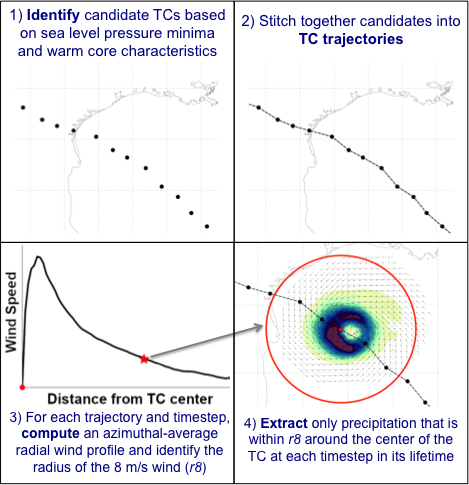 1) Identify candidate TCs based
on sea level pressure minima
and warm core characteristics
2) Stitch together candidates into
TC trajectories
Wind Speed
Distance from TC center
3) For each trajectory and timestep,
compute an azimuthal-average
radial wind profile and identify the
radius of the 8 m/s wind (r8)
4) Extract only precipitation that is
within r8 around the center of the
TC at each timestep in its lifetime